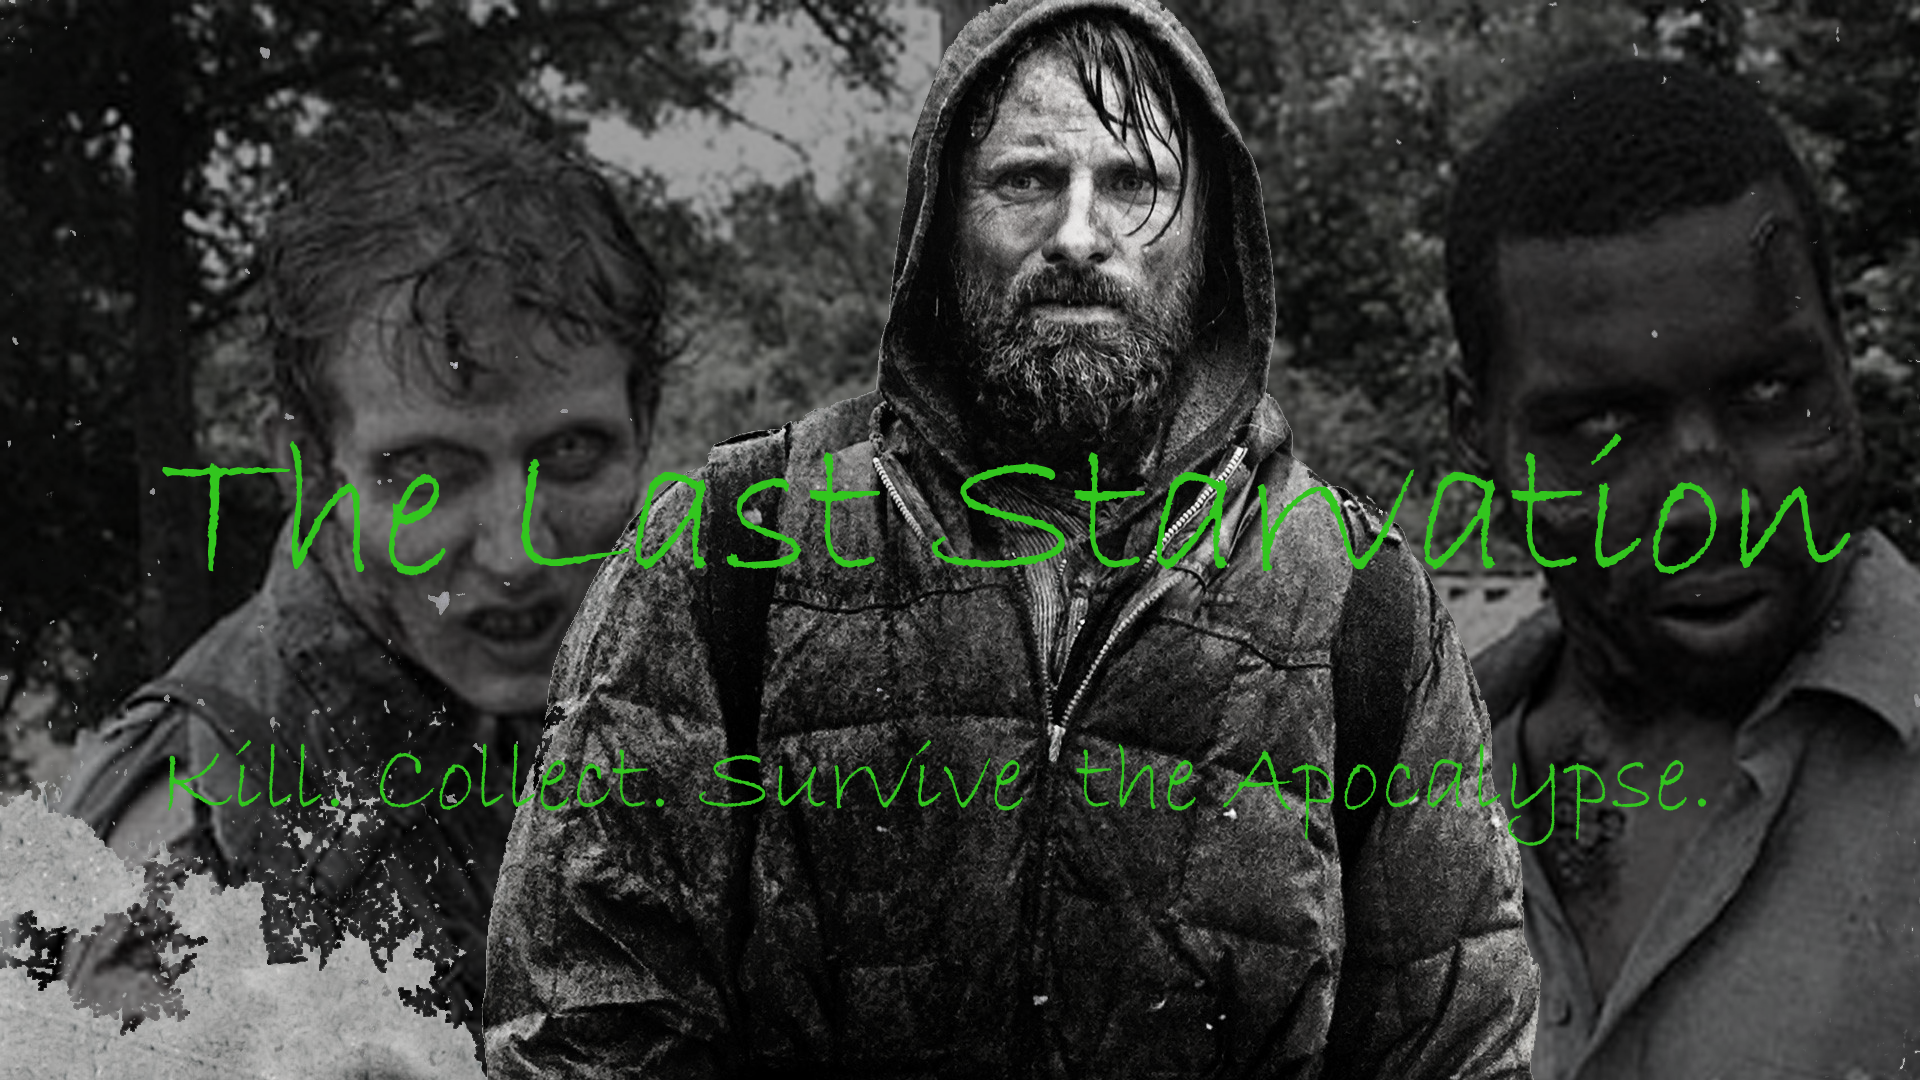 The Last Starvation
Kill. Collect. Survive the Apocalypse.